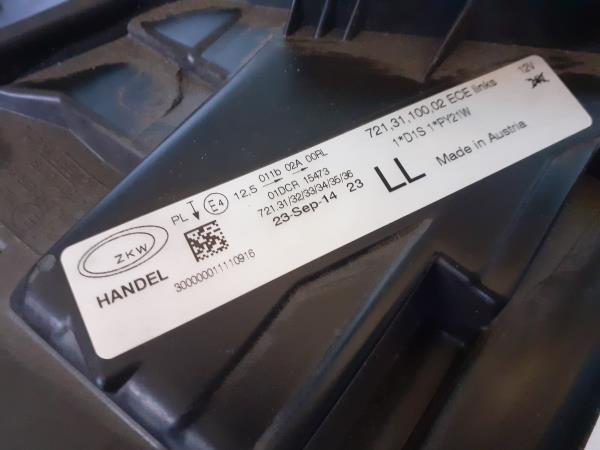 ZKW
HANDEL
PL E4 12.5 011b 02A 00RL
01DCR 15473
721.31/32/33/34/35/36
23-Sep-14 23
300000011110916
LL
721.31.100.02 ECE links 12V
1*D1S 1*PY21W
Made in Austria